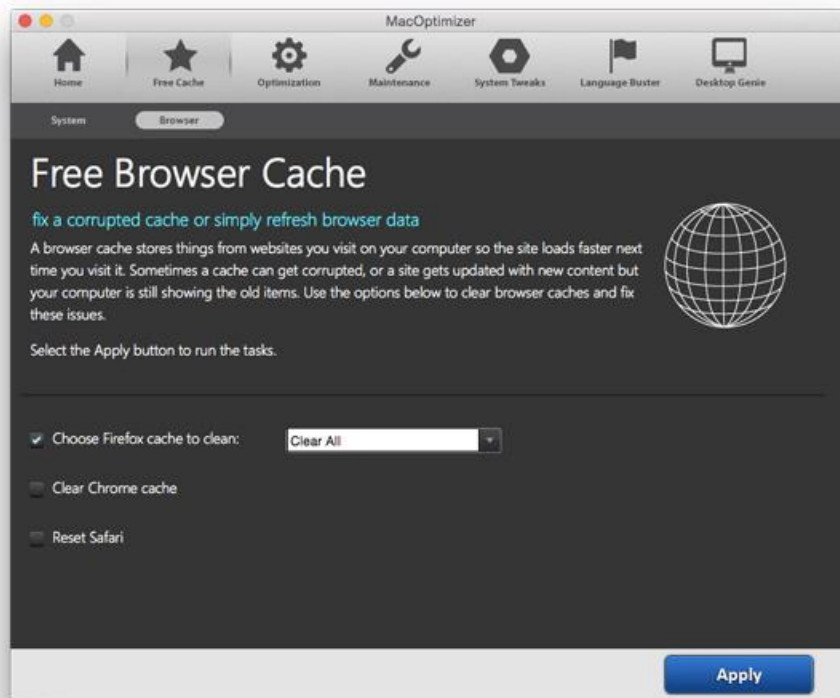 MacOptimizer
Home Free Cache Optimization Maintenance System Tweaks Language Buster Desktop Genie
System Browser
Free Browser Cache
fix a corrupted cache or simply refresh browser data
A browser cache stores things from websites you visit on your computer so the site loads faster next
time you visit it. Sometimes a cache can get corrupted, or a site gets updated with new content but
your computer is still showing the old items. Use the options below to clear browser caches and fix
these issues.
Select the Apply button to run the tasks.
Choose Firefox cache to clean: Clear All
Clear Chrome cache
Reset Safari
Apply